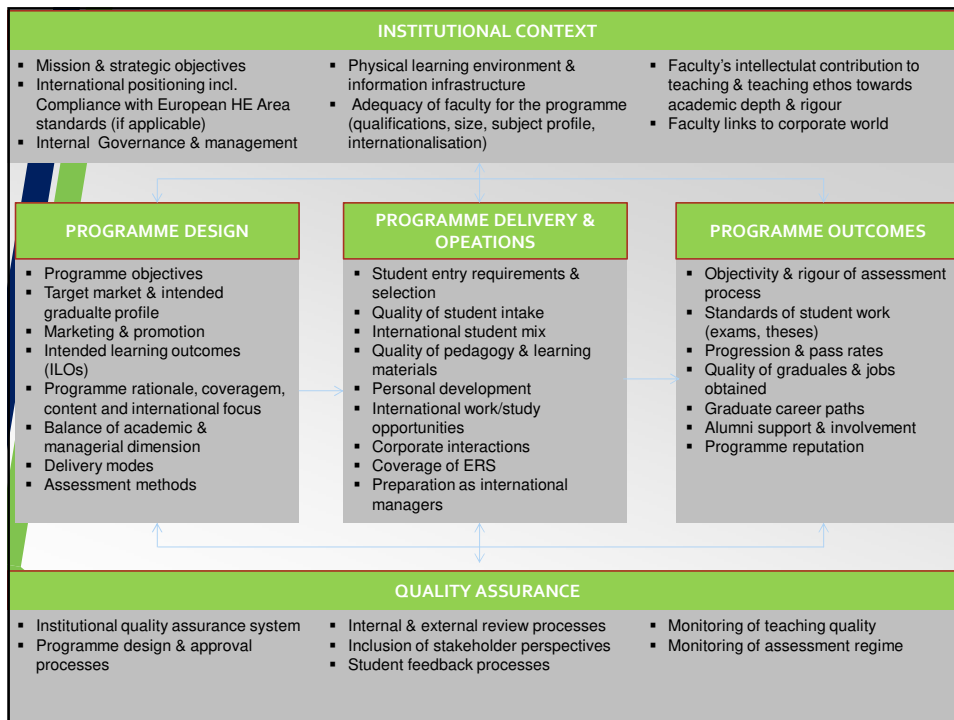 INSTITUTIONAL CONTEXT
▪ Mission & strategic objectives
▪ International positioning incl.
Compliance with European HE Area
standards (if applicable)
▪ Internal Governance & management
▪ Physical learning environment &
information infrastructure
▪ Adequacy of faculty for the programme
(qualifications, size, subject profile,
internationalisation)
▪ Faculty's intellectulat contribution to
teaching & teaching ethos towards
academic depth & rigour
▪ Faculty links to corporate world
PROGRAMME DESIGN
▪ Programme objectives
▪ Target market & intended
gradualte profile
▪ Marketing & promotion
▪ Intended learning outcomes
(ILOs)
▪ Programme rationale, coveragem,
content and international focus
▪ Balance of academic &
managerial dimension
▪ Delivery modes
▪ Assessment methods
PROGRAMME DELIVERY &
OPEATIONS
▪ Student entry requirements &
selection
▪ Quality of student intake
▪ International student mix
▪ Quality of pedagogy & learning
materials
▪ Personal development
▪ International work/study
opportunities
▪ Corporate interactions
▪ Coverage of ERS
▪ Preparation as international
managers
PROGRAMME OUTCOMES
▪ Objectivity & rigour of assessment
process
▪ Standards of student work
(exams, theses)
▪ Progression & pass rates
▪ Quality of graduales & jobs
obtained
▪ Graduate career paths
▪ Alumni support & involvement
▪ Programme reputation
QUALITY ASSURANCE
▪ Institutional quality assurance system
▪ Programme design & approval
processes
▪ Internal & external review processes
▪ Inclusion of stakeholder perspectives
▪ Student feedback processes
▪ Monitoring of teaching quality
▪ Monitoring of assessment regime